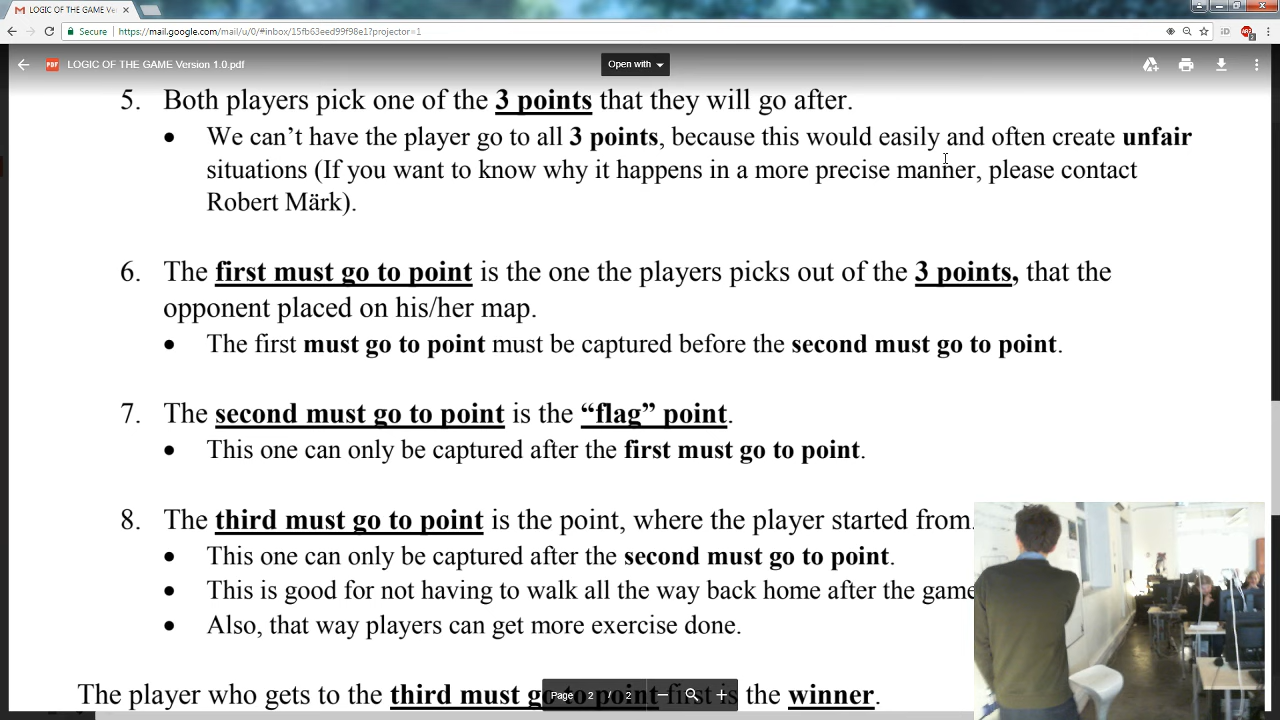 LOGIC OF THE GAME Ve
Secure https://mail.google.com/mail/u/0/#inbox/15fb63eed99f98e1?projector=1
LOGIC OF THE GAME Version 1.0.pdf
Open with
5. Both players pick one of the 3 points that they will go after.
• We can’t have the player go to all 3 points, because this would easily and often create unfair
situations (If you want to know why it happens in a more precise manner, please contact
Robert Märk).
6. The first must go to point is the one the players picks out of the 3 points, that the
opponent placed on his/her map.
• The first must go to point must be captured before the second must go to point.
7. The second must go to point is the “flag” point.
• This one can only be captured after the first must go to point.
8. The third must go to point is the point, where the player started from.
• This one can only be captured after the second must go to point.
• This is good for not having to walk all the way back home after the game
• Also, that way players can get more exercise done.
The player who gets to the third must go to point first is the winner.
Page 2 / 2